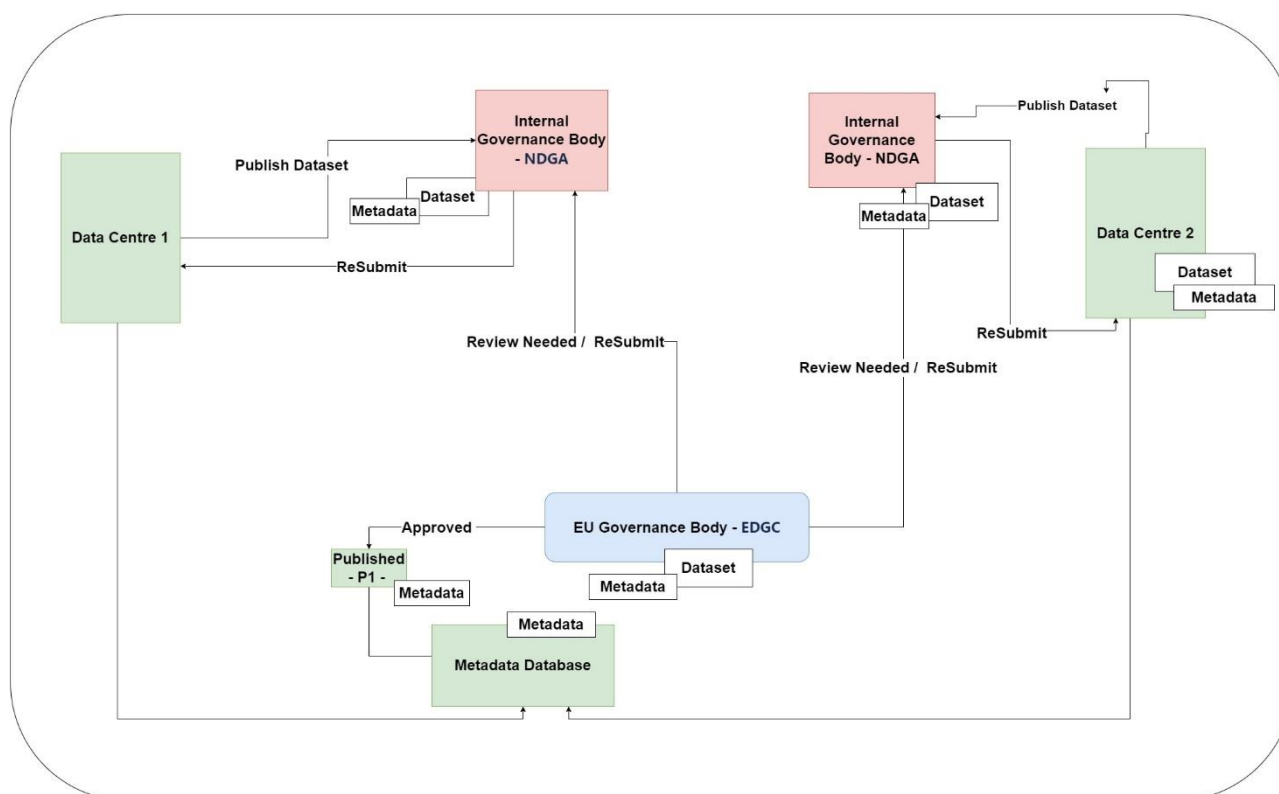 Internal
Governance Body
- NDGA
Internal
Governance
Body - NDGA
Publish Dataset
Publish Dataset
Dataset
Metadata
Dataset
Metadata
Data Centre 1
Data Centre 2
ReSubmit
Dataset
Metadata
ReSubmit
Review Needed / ReSubmit
Review Needed / ReSubmit
Approved
EU Governance Body - EDGC
Published
- P1 -
Metadata
Dataset
Metadata
Metadata
Metadata Database